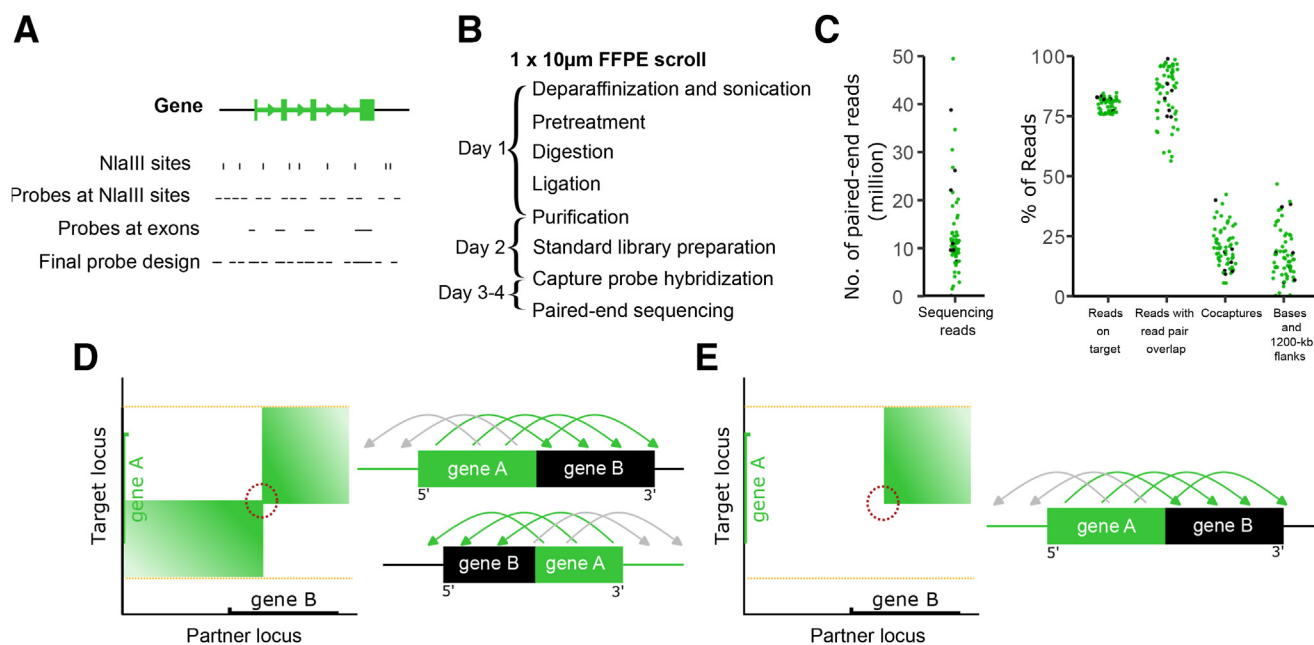 A
Gene
NlaIII sites
Probes at NlaIII sites
Probes at exons
Final probe design
B
1 x 10µm FFPE scroll
Deparaffinization and sonication
Pretreatment
Day 1
Digestion
Ligation
Purification
Day 2
Standard library preparation
Capture probe hybridization
Day 3-4
Paired-end sequencing
C
No. of paired-end reads
(million)
50
40
30
20
10
0
Sequencing
reads
% of Reads
100
75
50
25
0
Reads
on
target
Reads with
read pair
overlap
Cocaptures
Bases
and
1200-kb
flanks
D
Target locus
gene A
gene B
Partner locus
gene A
gene B
5'
3'
gene B
gene A
5'
3'
E
Target locus
gene A
gene B
Partner locus
gene A
gene B
5'
3'